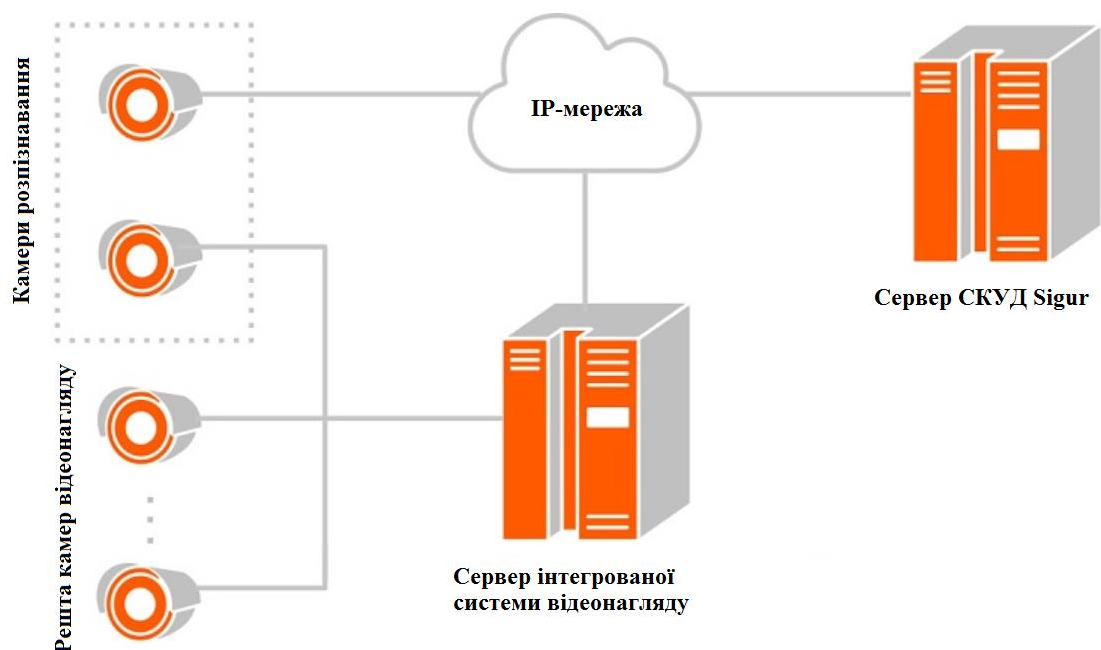 Камери розпізнавання
IP-мережа
Сервер СКУД Sigur
Решта камер відеонагляду
Сервер інтегрованої
системи відеонагляду